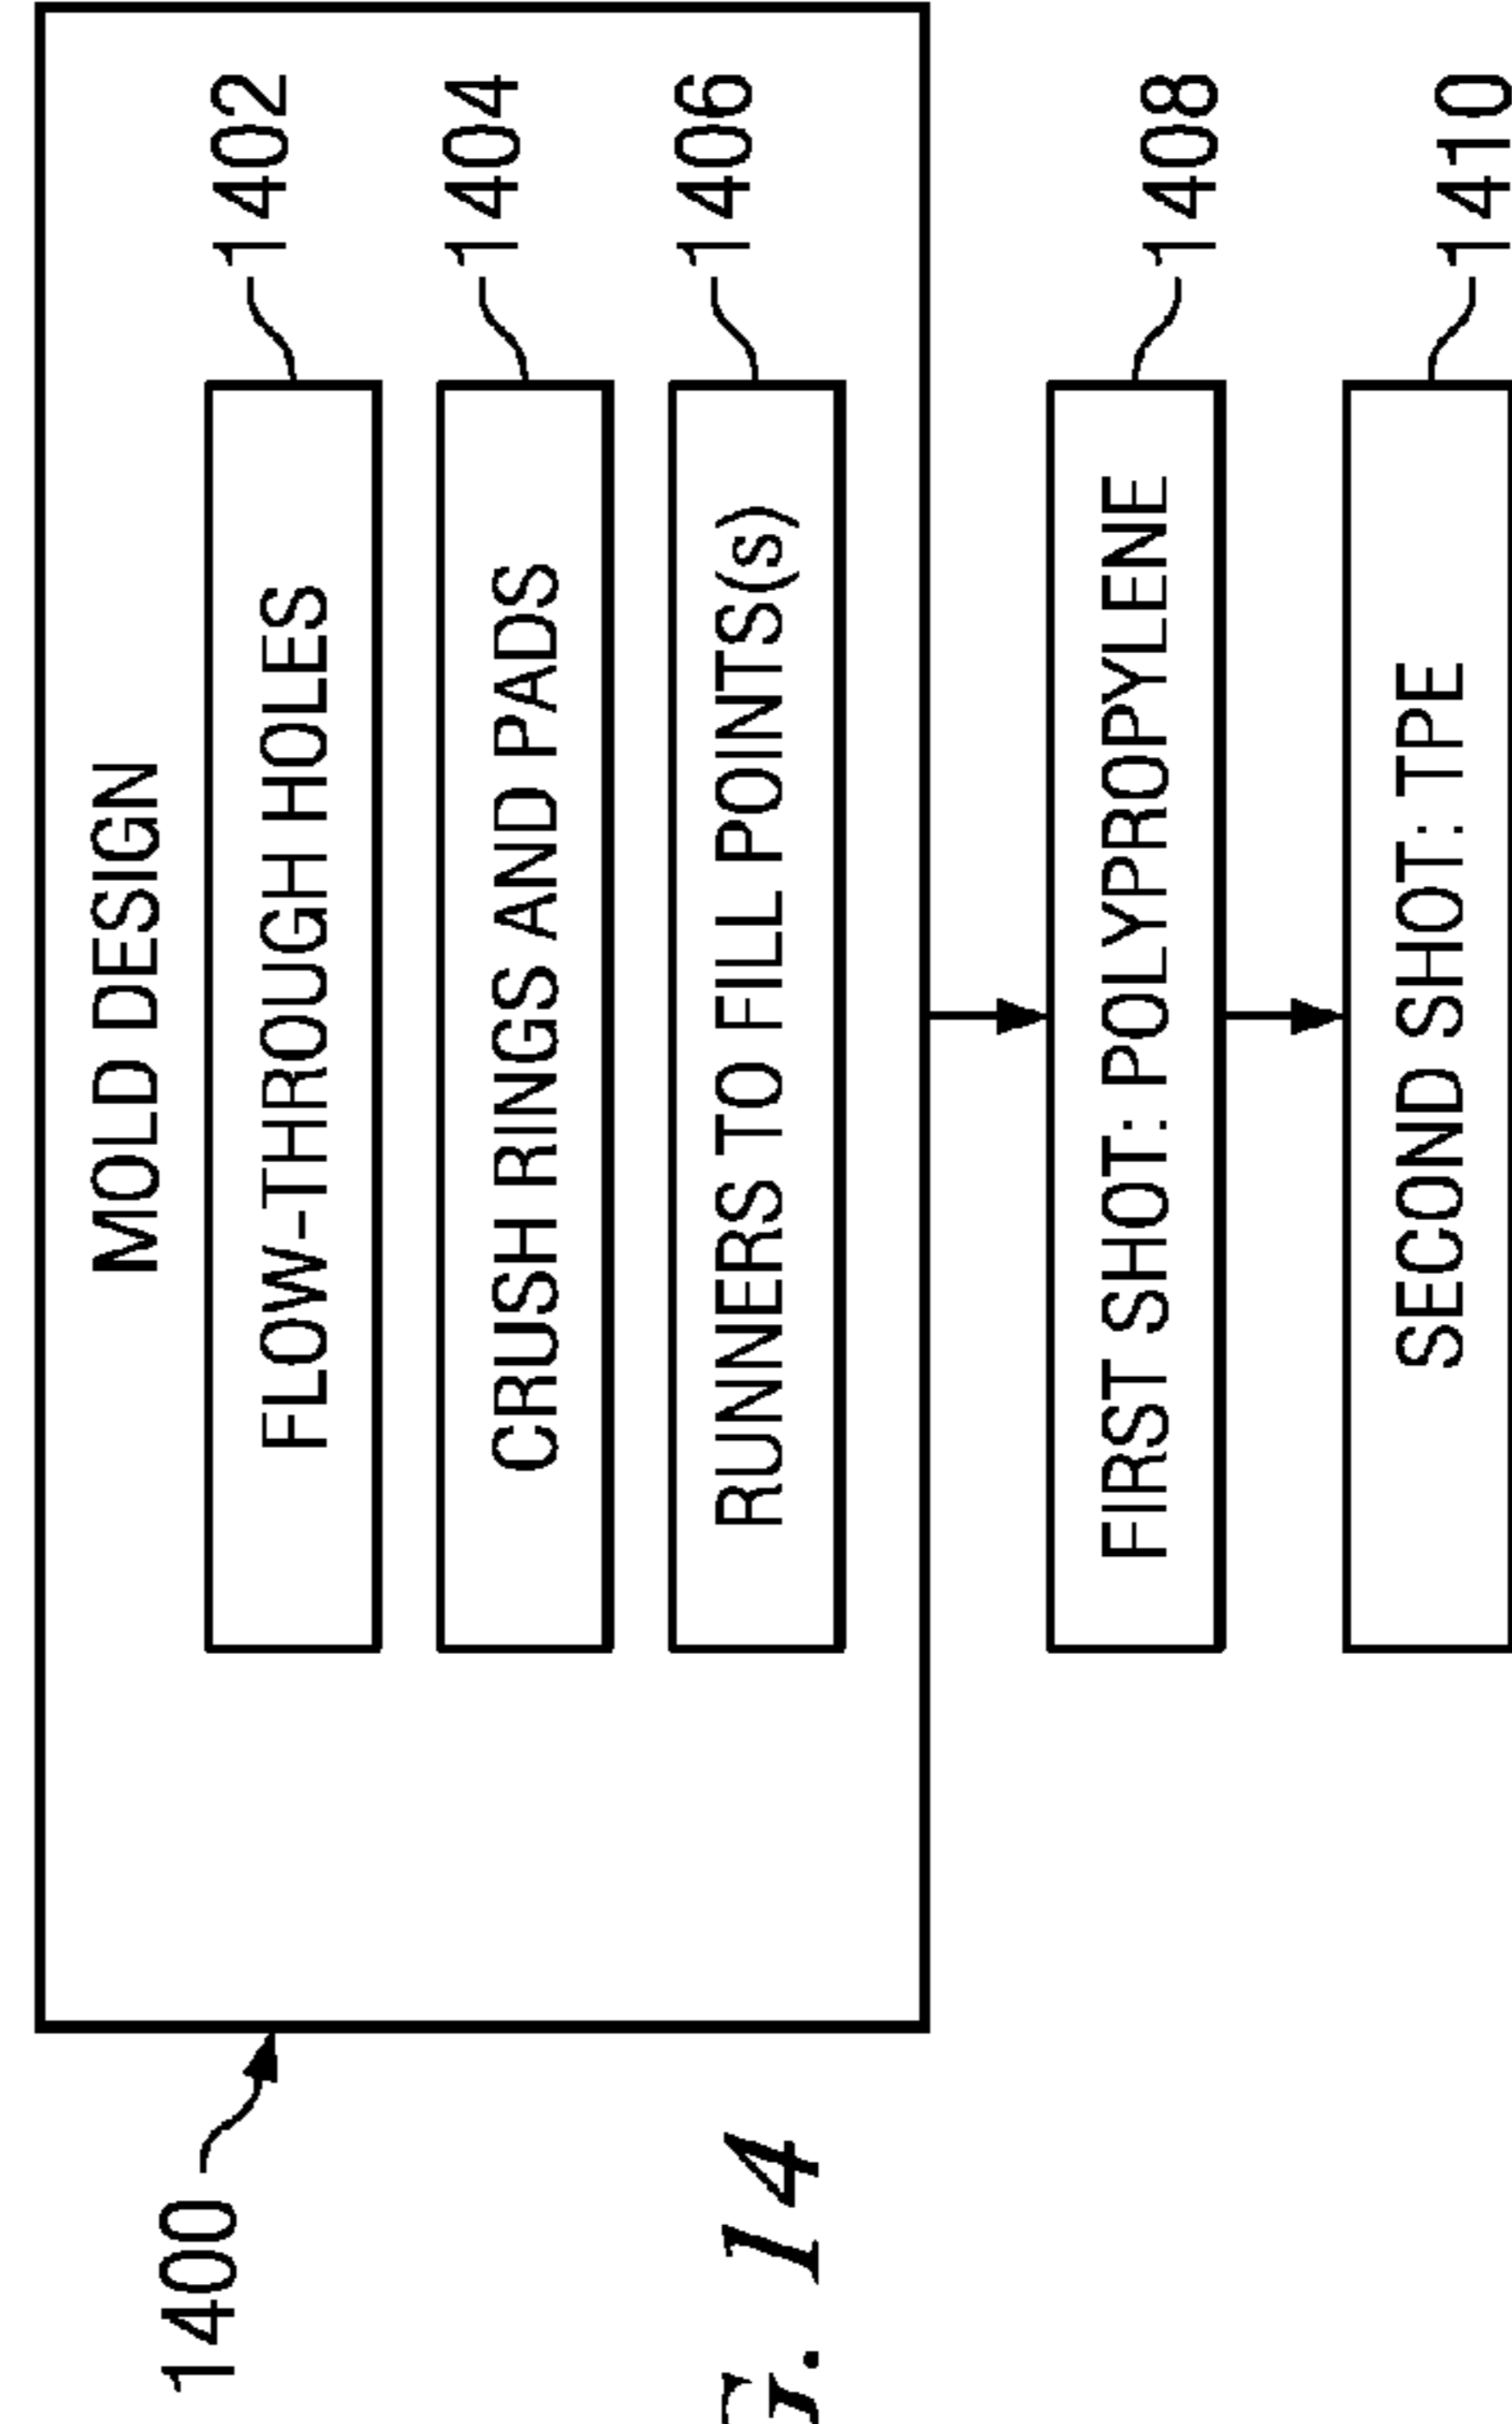 MOLD DESIGN
1400
FLOW-THROUGH HOLES
1402
CRUSH RINGS AND PADS
1404
RUNNERS TO FILL POINTS(s)
1406
FIRST SHOT: POLYPROPYLENE
1408
SECOND SHOT: TPE
1410
G. 14